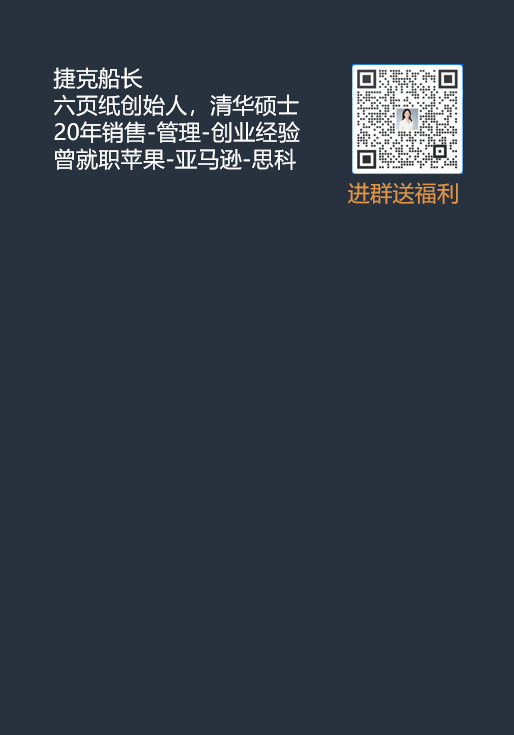 捷克船长
六页纸创始人，清华硕士
20年销售-管理-创业经验
曾就职苹果-亚马逊-思科
进群送福利